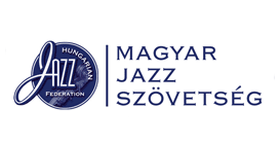 HUNGARIAN
JAZZ
FEDERATION
MAGYAR
JAZZ
SZÖVETSÉG